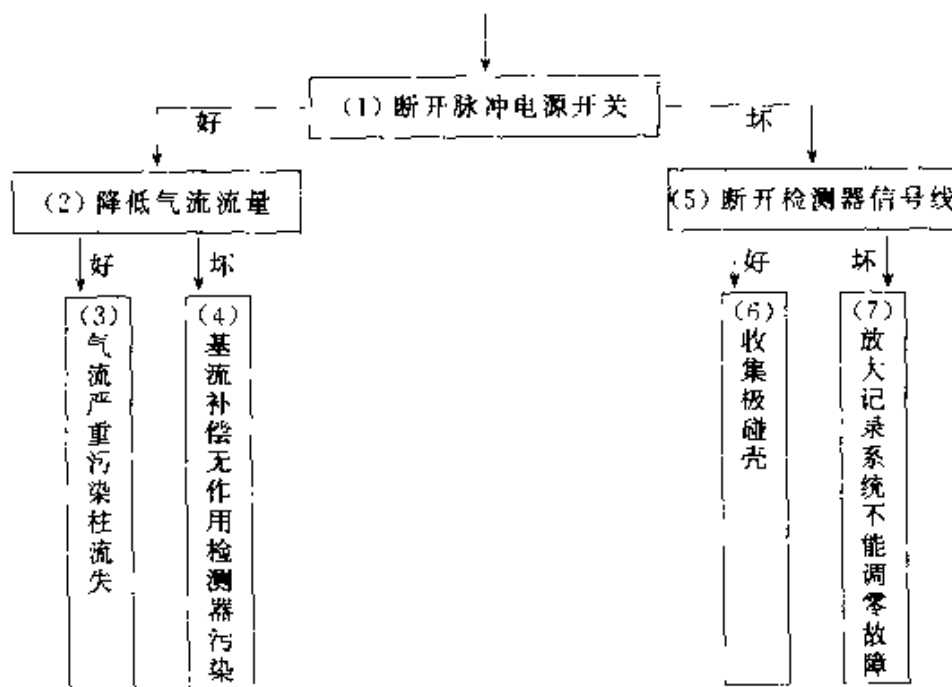 (1)断开脉冲电源开关
好
坏
(2)降低气流流量
(5)断开检测器信号线
好
坏
好
坏
(3)气流严重污染柱流失
(4)基流补偿无作用检测器污染
(6)收集极碰壳
(7)放大记录系统不能调零故障